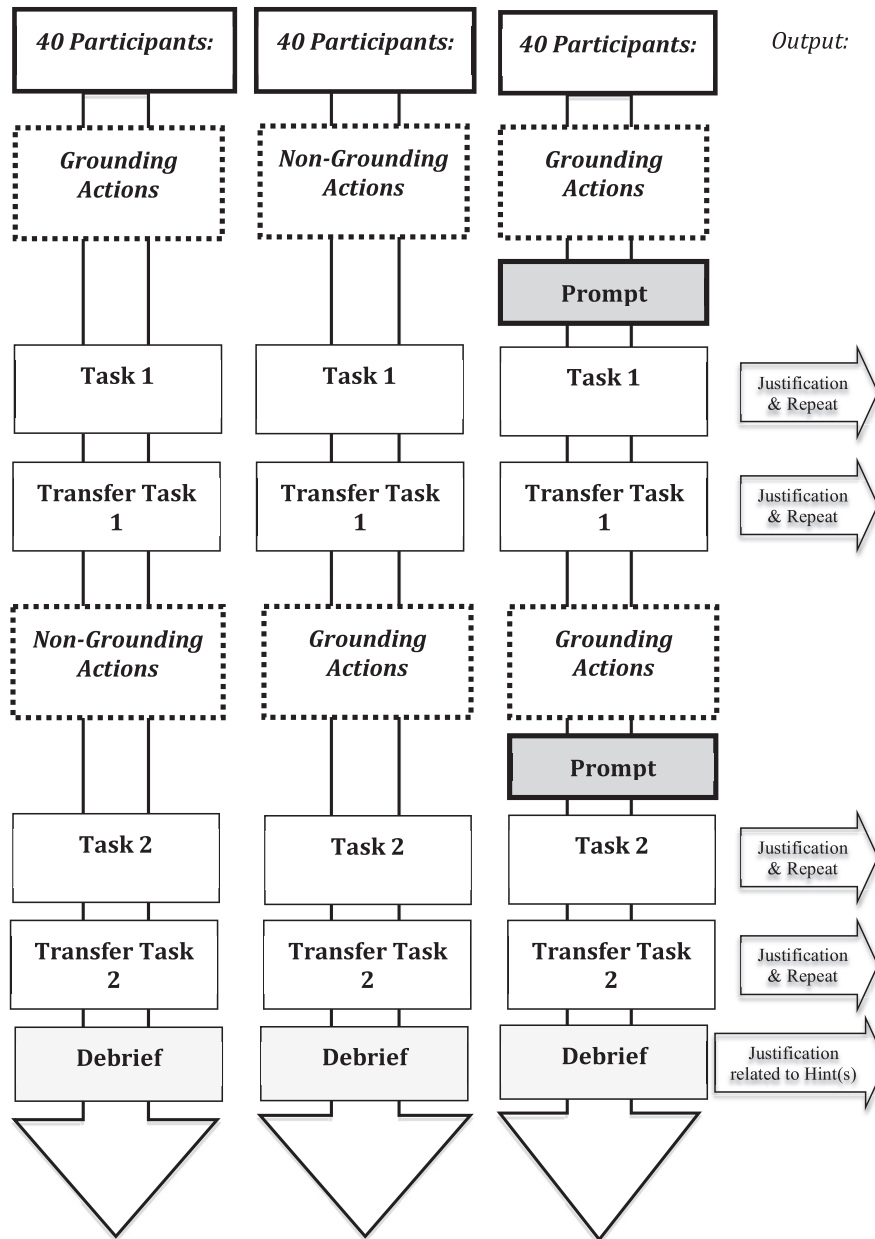 40 Participants:
40 Participants:
40 Participants:
Output:
Grounding
Actions
Non-Grounding
Actions
Grounding
Actions
Prompt
Task 1
Task 1
Task 1
Justification
& Repeat
Transfer Task
1
Transfer Task
1
Transfer Task
1
Justification
& Repeat
Non-Grounding
Actions
Grounding
Actions
Grounding
Actions
Prompt
Task 2
Task 2
Task 2
Justification
& Repeat
Transfer Task
2
Transfer Task
2
Transfer Task
2
Justification
& Repeat
Debrief
Debrief
Debrief
Justification
related to Hint(s)